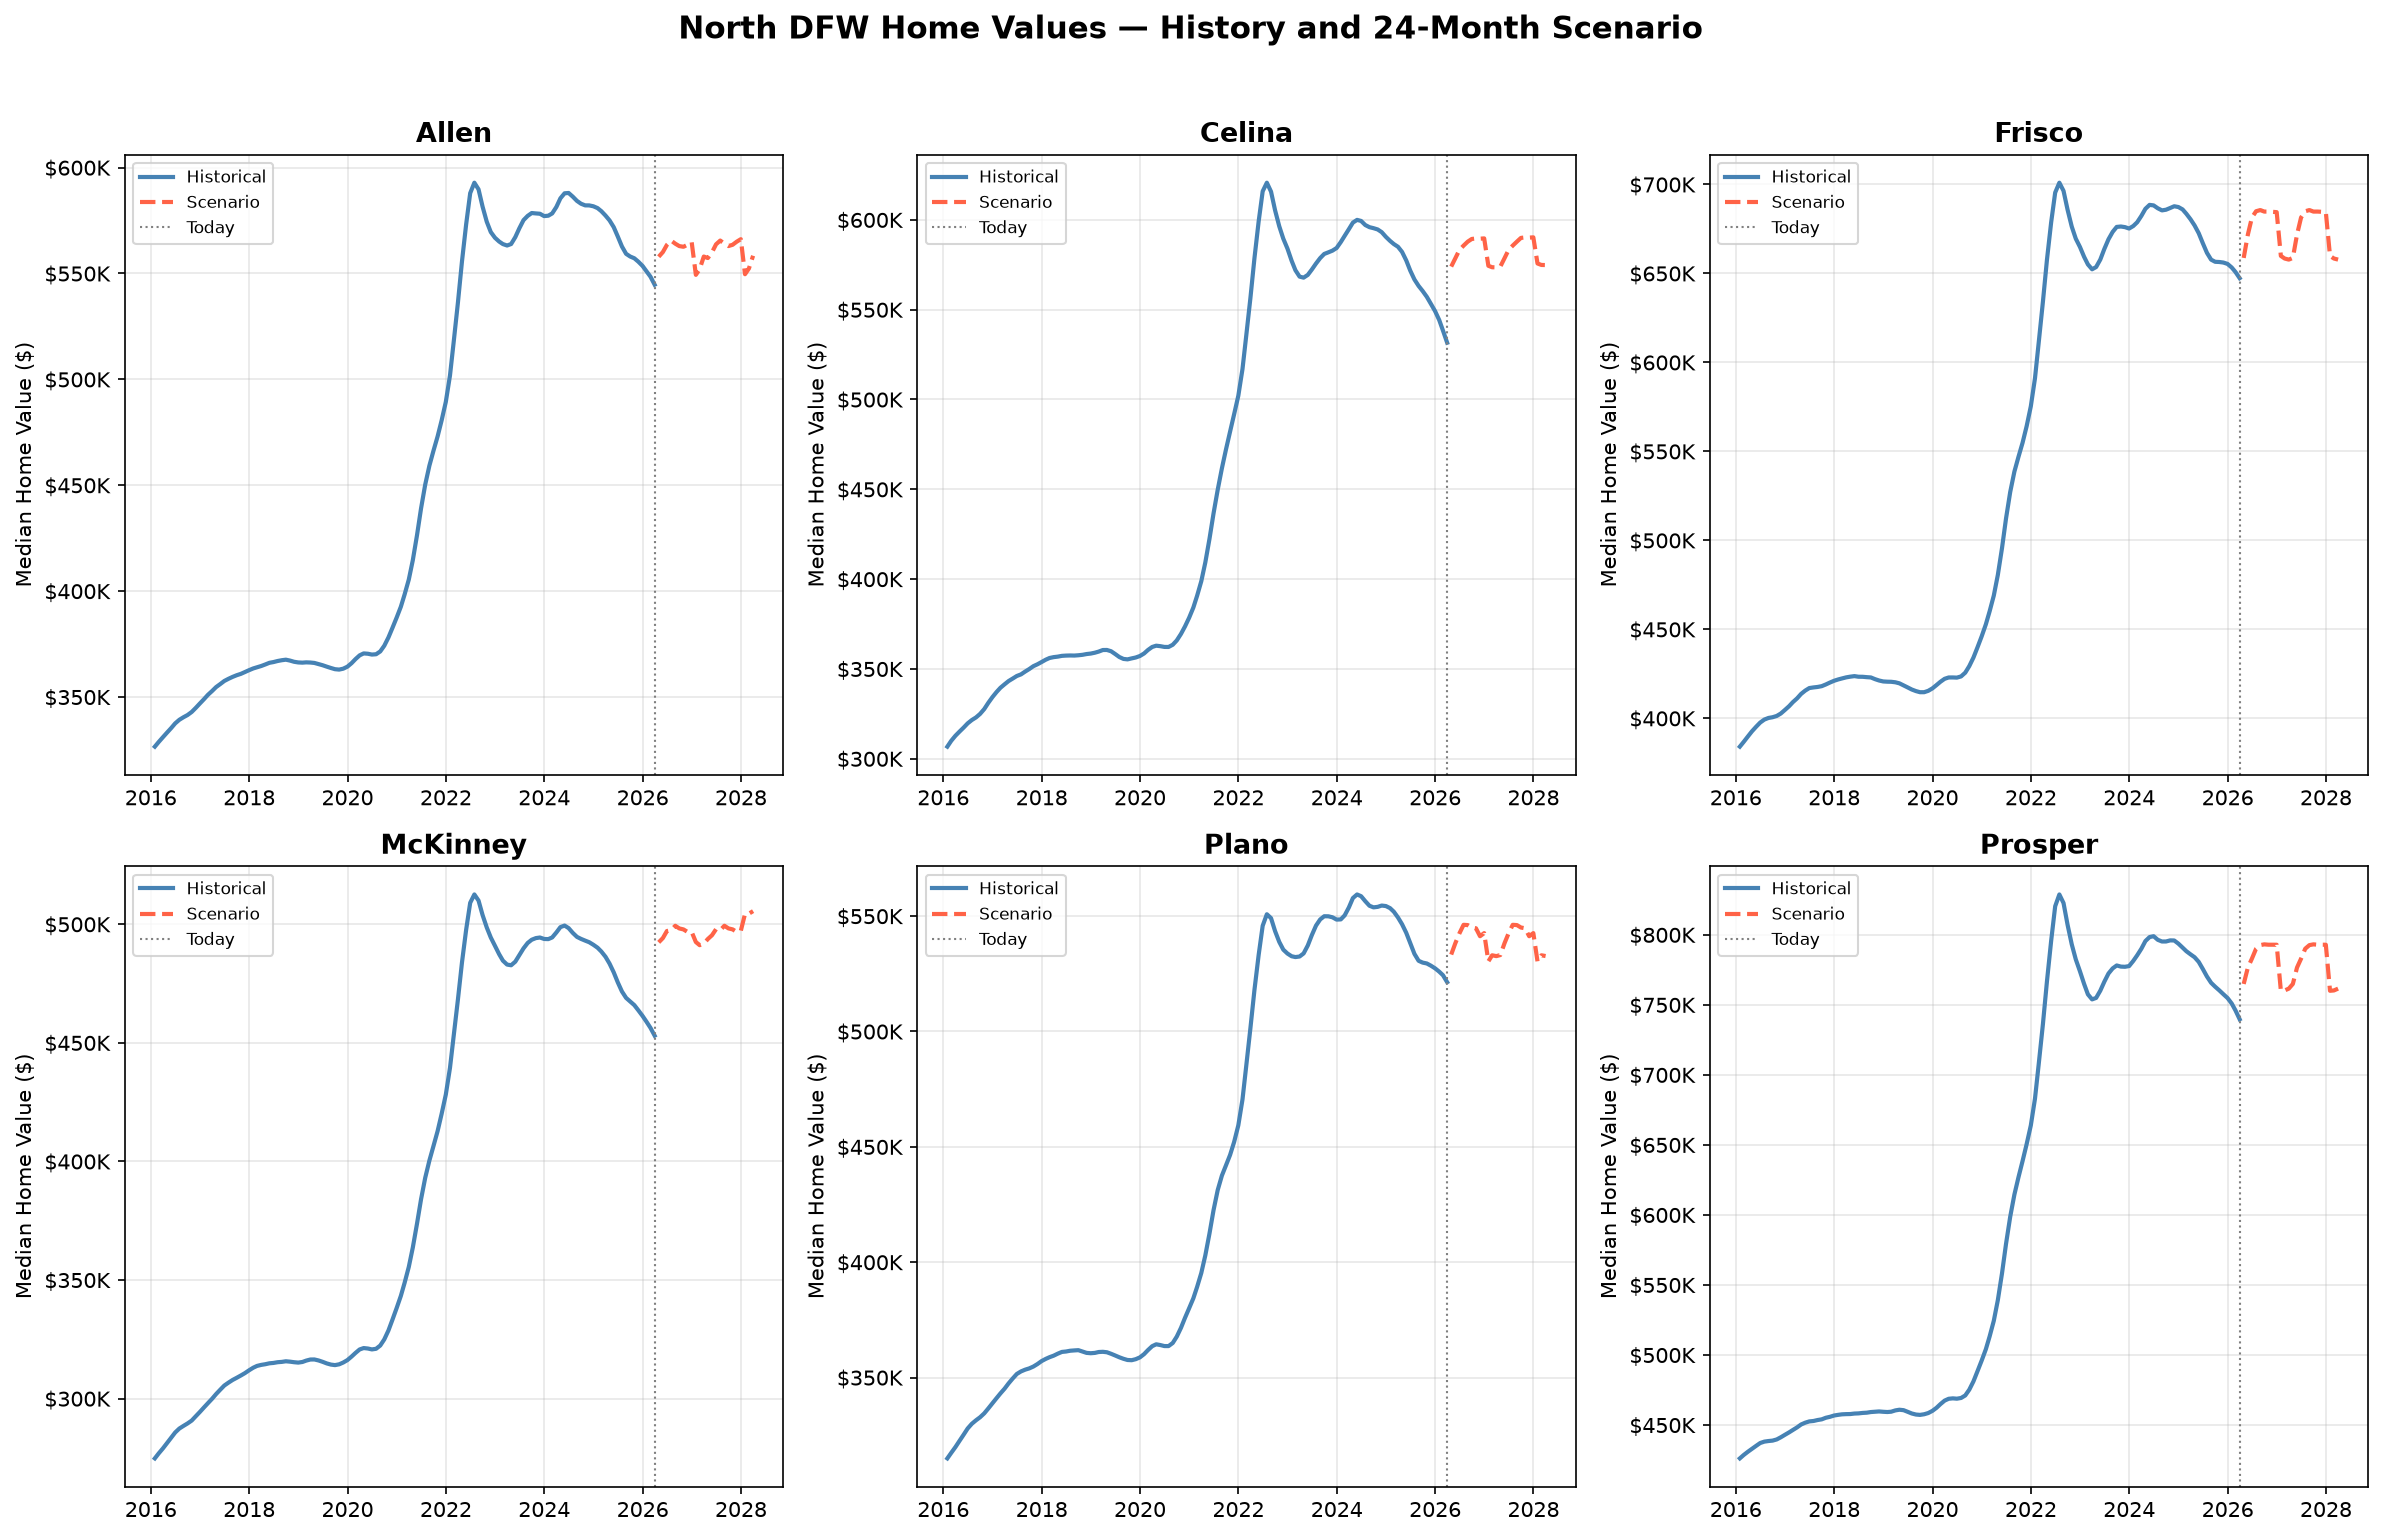 North DFW Home Values — History and 24-Month Scenario
Allen
Median Home Value ($)
$600K
$550K
$500K
$450K
$400K
$350K
Historical
Scenario
Today
2016 2018 2020 2022 2024 2026 2028
Celina
Median Home Value ($)
$600K
$550K
$500K
$450K
$400K
$350K
$300K
Historical
Scenario
Today
2016 2018 2020 2022 2024 2026 2028
Frisco
Median Home Value ($)
$700K
$650K
$600K
$550K
$500K
$450K
$400K
Historical
Scenario
Today
2016 2018 2020 2022 2024 2026 2028
McKinney
Median Home Value ($)
$500K
$450K
$400K
$350K
$300K
Historical
Scenario
Today
2016 2018 2020 2022 2024 2026 2028
Plano
Median Home Value ($)
$550K
$500K
$450K
$400K
$350K
Historical
Scenario
Today
2016 2018 2020 2022 2024 2026 2028
Prosper
Median Home Value ($)
$800K
$750K
$700K
$650K
$600K
$550K
$500K
$450K
Historical
Scenario
Today
2016 2018 2020 2022 2024 2026 2028